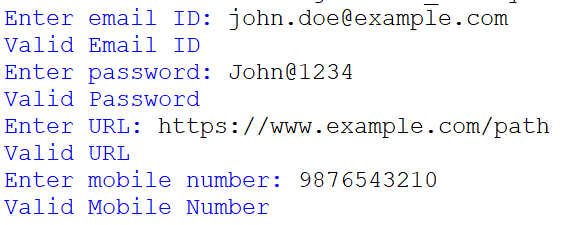 Enter email ID: john.doe@example.com
Valid Email ID
Enter password: John@1234
Valid Password
Enter URL: https://www.example.com/path
Valid URL
Enter mobile number: 9876543210
Valid Mobile Number